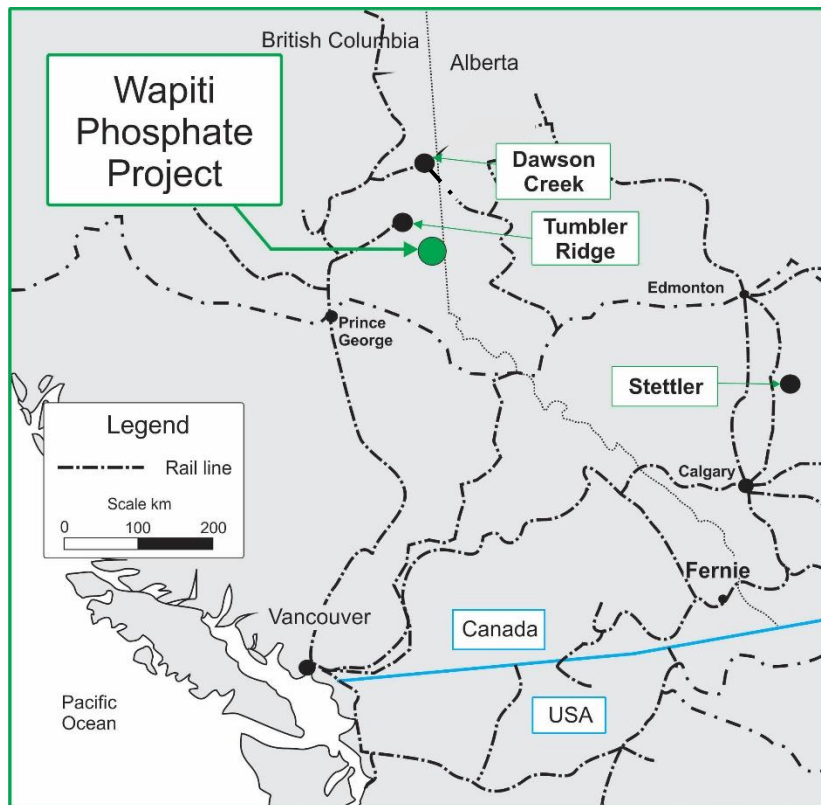 British Columbia
Alberta
Wapiti
Phosphate
Project
Dawson
Creek
Tumbler
Ridge
Edmonton
Prince
George
Stettler
Legend
Rail line
Scale km
0 100 200
Calgary
Fernie
Vancouver
Canada
Pacific
Ocean
USA